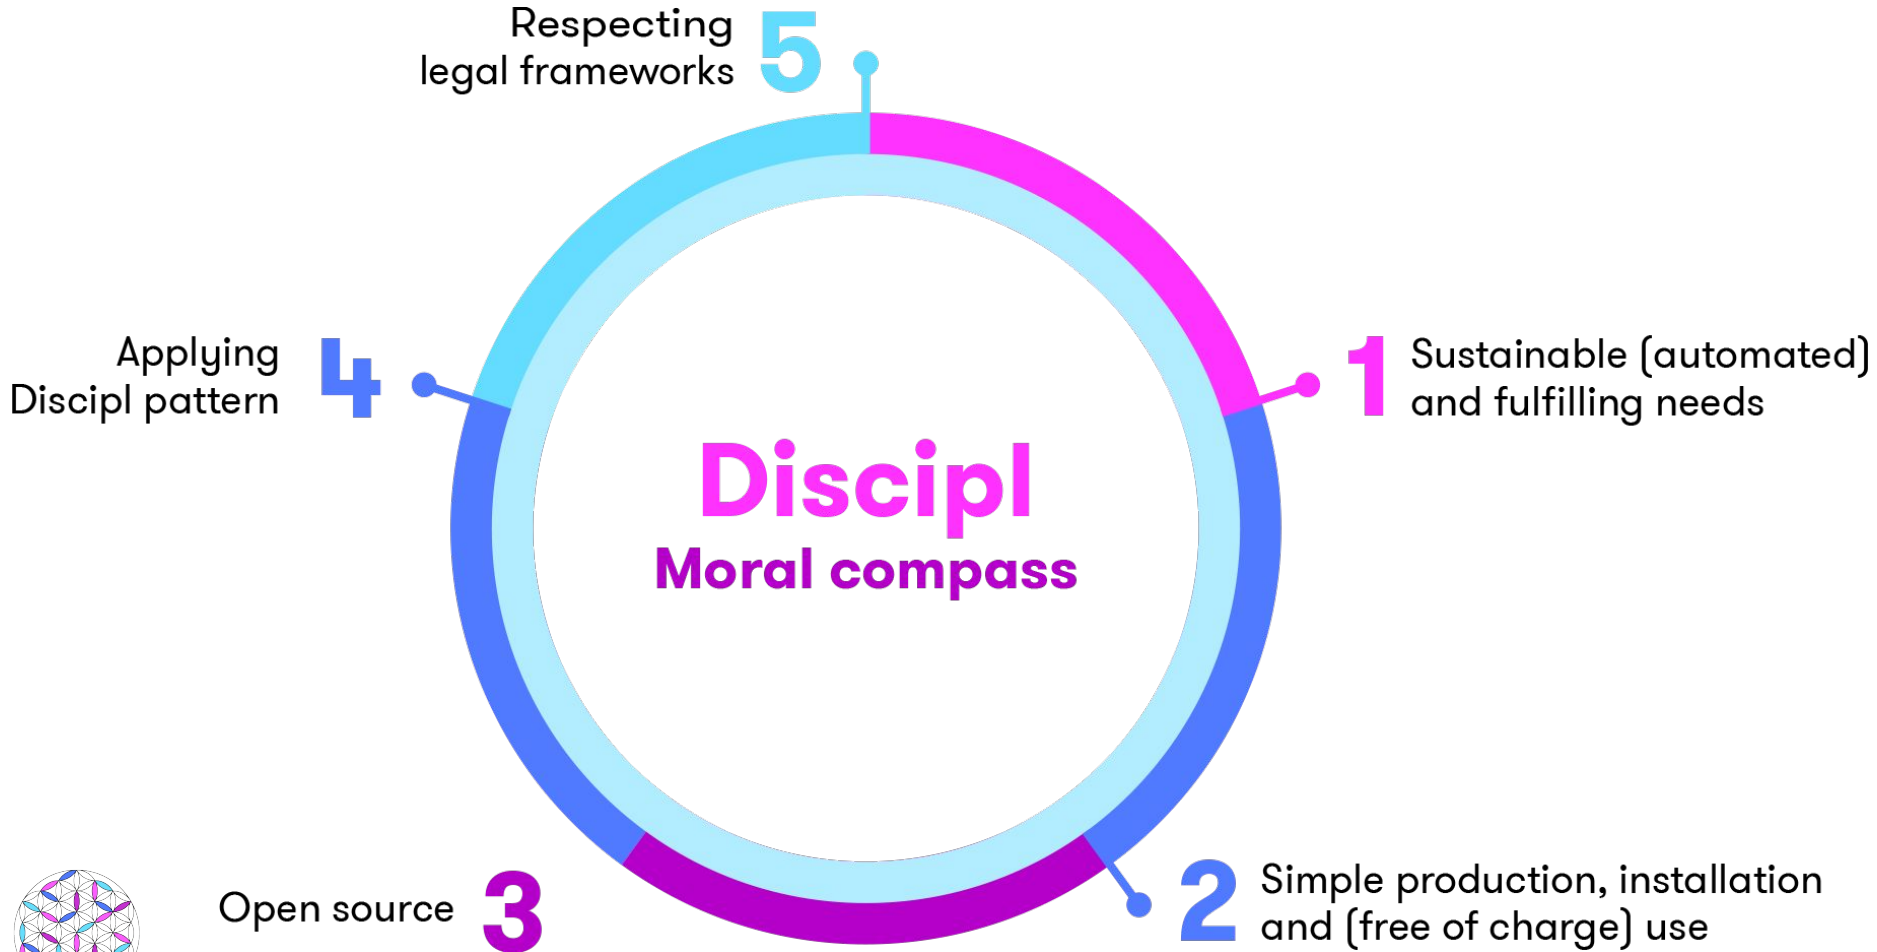 Respecting
legal frameworks
5
1
Sustainable (automated)
and fulfilling needs
Applying
Discipl pattern
4
Discipl
Moral compass
Open source
3
2
Simple production, installation
and (free of charge) use